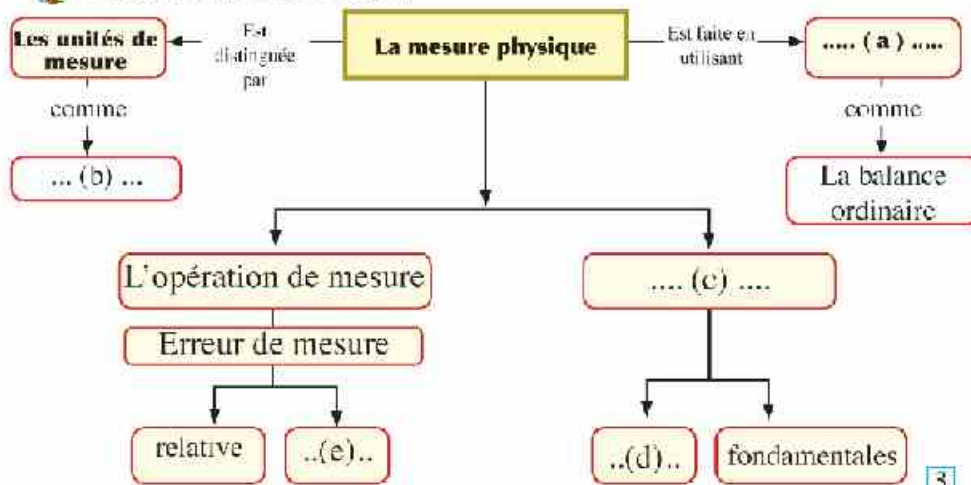 Les unités de
mesure
Est
distinguée
par
La mesure physique
Est faite en
utilisant
..... (a) .....
comme
comme
... (b) ...
La balance
ordinaire
L'opération de mesure
.... (c) ....
Erreur de mesure
relative
..(e)..
..(d)..
fondamentales
3